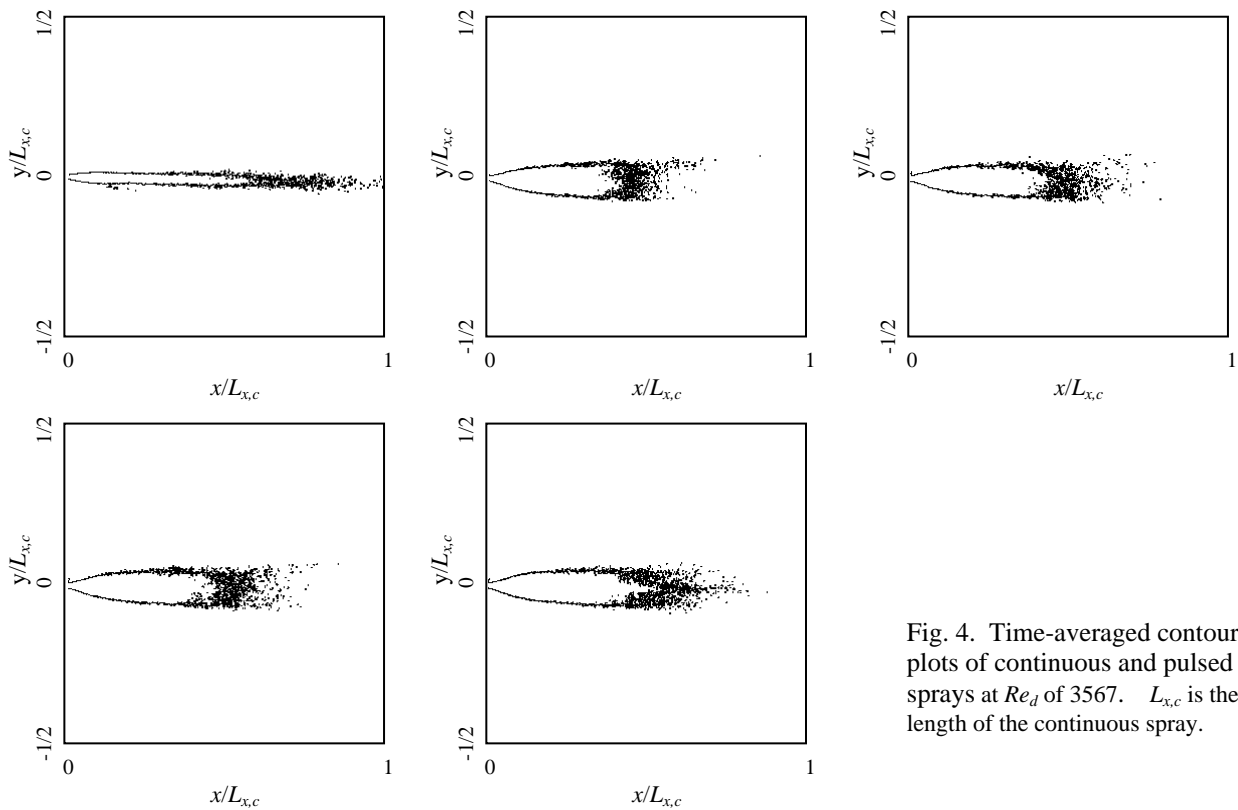 1/2
y/Lx,c
0
-1/2
0 1
x/Lx,c
1/2
y/Lx,c
0
-1/2
0 1
x/Lx,c
1/2
y/Lx,c
0
-1/2
0 1
x/Lx,c
1/2
y/Lx,c
0
-1/2
0 1
x/Lx,c
1/2
y/Lx,c
0
-1/2
0 1
x/Lx,c
Fig. 4. Time-averaged contour
plots of continuous and pulsed
sprays at Red of 3567. Lx,c is the
length of the continuous spray.